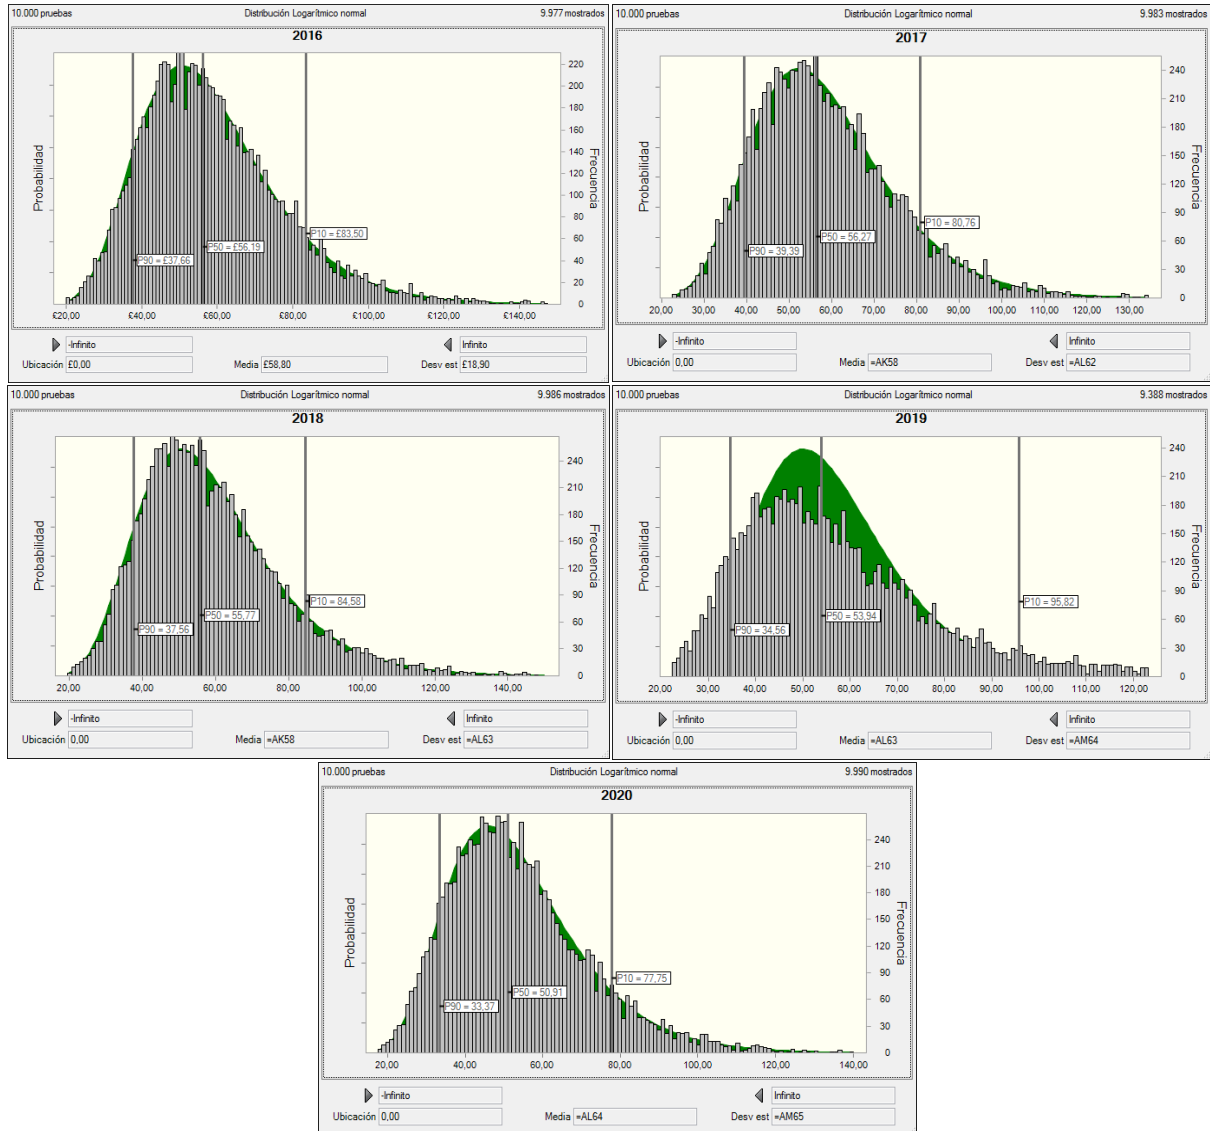 10.000 pruebas Distribución Logarítmico normal 9.977 mostrados
2016
Probabilidad
Frecuencia
220
200
180
160
140
120
100
80
60
40
20
0
P10 = £83,50
P50 = £56,19
P90 = £37,66
£20,00 £40,00 £60,00 £80,00 £100,00 £120,00 £140,00
-Infinito Infinito
Ubicación £0,00 Media £58,80 Desv est £18,90
10.000 pruebas Distribución Logarítmico normal 9.983 mostrados
2017
Probabilidad
Frecuencia
240
210
180
150
120
90
60
30
0
P10 = 80,76
P50 = 56,27
P90 = 39,39
20,00 30,00 40,00 50,00 60,00 70,00 80,00 90,00 100,00 110,00 120,00 130,00
-Infinito Infinito
Ubicación 0,00 Media =AK58 Desv est =AL62
10.000 pruebas Distribución Logarítmico normal 9.986 mostrados
2018
Probabilidad
Frecuencia
240
210
180
150
120
90
60
30
0
P10 = 84,58
P50 = 55,77
P90 = 37,56
20,00 40,00 60,00 80,00 100,00 120,00 140,00
-Infinito Infinito
Ubicación 0,00 Media =AK58 Desv est =AL63
10.000 pruebas Distribución Logarítmico normal 9.388 mostrados
2019
Probabilidad
Frecuencia
240
210
180
150
120
90
60
30
0
P10 = 95,82
P50 = 53,94
P90 = 34,56
20,00 30,00 40,00 50,00 60,00 70,00 80,00 90,00 100,00 110,00 120,00
-Infinito Infinito
Ubicación 0,00 Media =AL63 Desv est =AM64
10.000 pruebas Distribución Logarítmico normal 9.990 mostrados
2020
Probabilidad
Frecuencia
240
210
180
150
120
90
60
30
0
P10 = 77,75
P50 = 50,91
P90 = 33,37
20,00 40,00 60,00 80,00 100,00 120,00 140,00
-Infinito Infinito
Ubicación 0,00 Media =AL64 Desv est =AM65